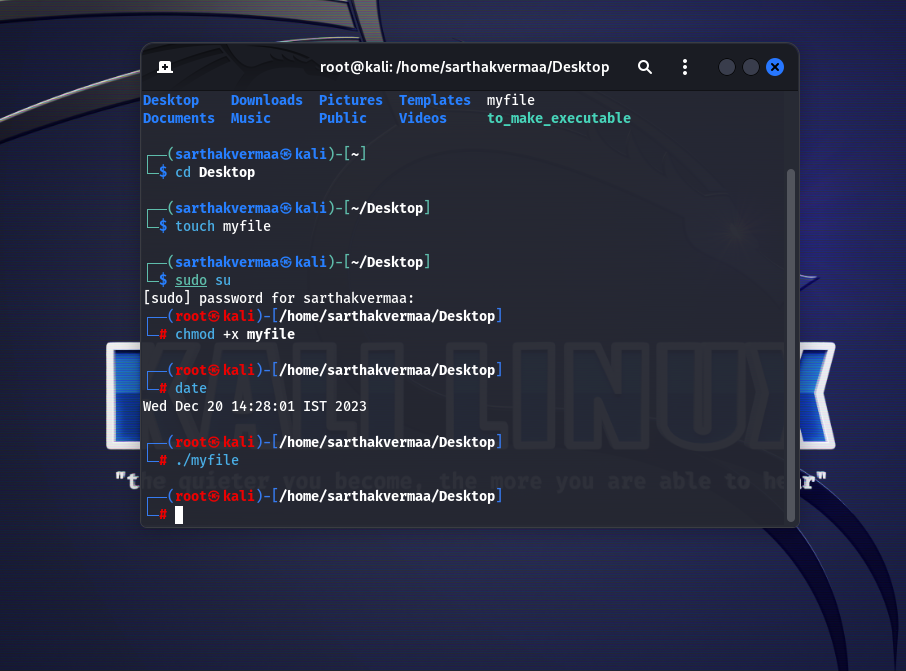 root@kali: /home/sarthakvermaa/Desktop
Desktop Downloads Pictures Templates myfile
Documents Music Public Videos to_make_executable
┌──(sarthakvermaa㉿kali)-[~]
└─$ cd Desktop
┌──(sarthakvermaa㉿kali)-[~/Desktop]
└─$ touch myfile
┌──(sarthakvermaa㉿kali)-[~/Desktop]
└─$ sudo su
[sudo] password for sarthakvermaa:
┌──(root㉿kali)-[/home/sarthakvermaa/Desktop]
└─# chmod +x myfile
┌──(root㉿kali)-[/home/sarthakvermaa/Desktop]
└─# date
Wed Dec 20 14:28:01 IST 2023
┌──(root㉿kali)-[/home/sarthakvermaa/Desktop]
└─# ./myfile
┌──(root㉿kali)-[/home/sarthakvermaa/Desktop]
└─#
KALI LINUX
"the quieter you become, the more you are able to hear"